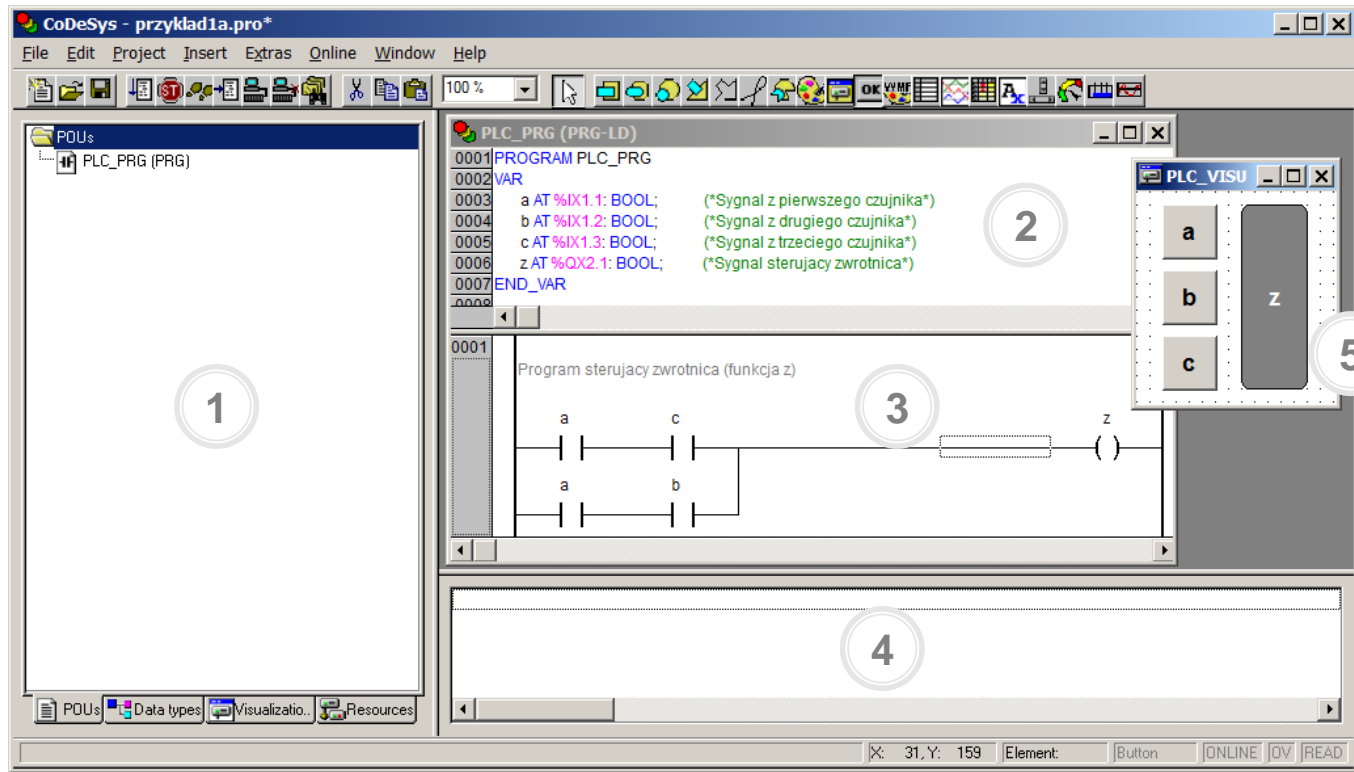 CoDeSys - przyklad1a.pro*
File Edit Project Insert Extras Online Window Help
100 %
OK
POUs
PLC_PRG (PRG)
1
POUs Data types Visualizatio.. Resources
PLC_PRG (PRG-LD)
0001 PROGRAM PLC_PRG
0002 VAR
0003 a AT %IX1.1: BOOL; (*Sygnal z pierwszego czujnika*)
0004 b AT %IX1.2: BOOL; (*Sygnal z drugiego czujnika*)
0005 c AT %IX1.3: BOOL; (*Sygnal z trzeciego czujnika*)
0006 z AT %QX2.1: BOOL; (*Sygnal sterujacy zwrotnica*)
0007 END_VAR
0008
2
0001
Program sterujacy zwrotnica (funkcja z)
a c z
a b
3
PLC_VISU
a
b
c
z
5
4
X: 31, Y: 159 Element: Button ONLINE OV READ